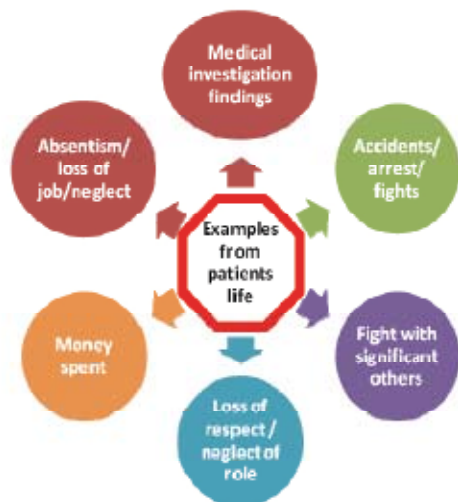 Medical
investigation
findings
Absentism/
loss of
job/neglect
Accidents/
arrest/
fights
Examples
from
patients
life
Money
spent
Fight with
significant
others
Loss of
respect /
neglect of
role